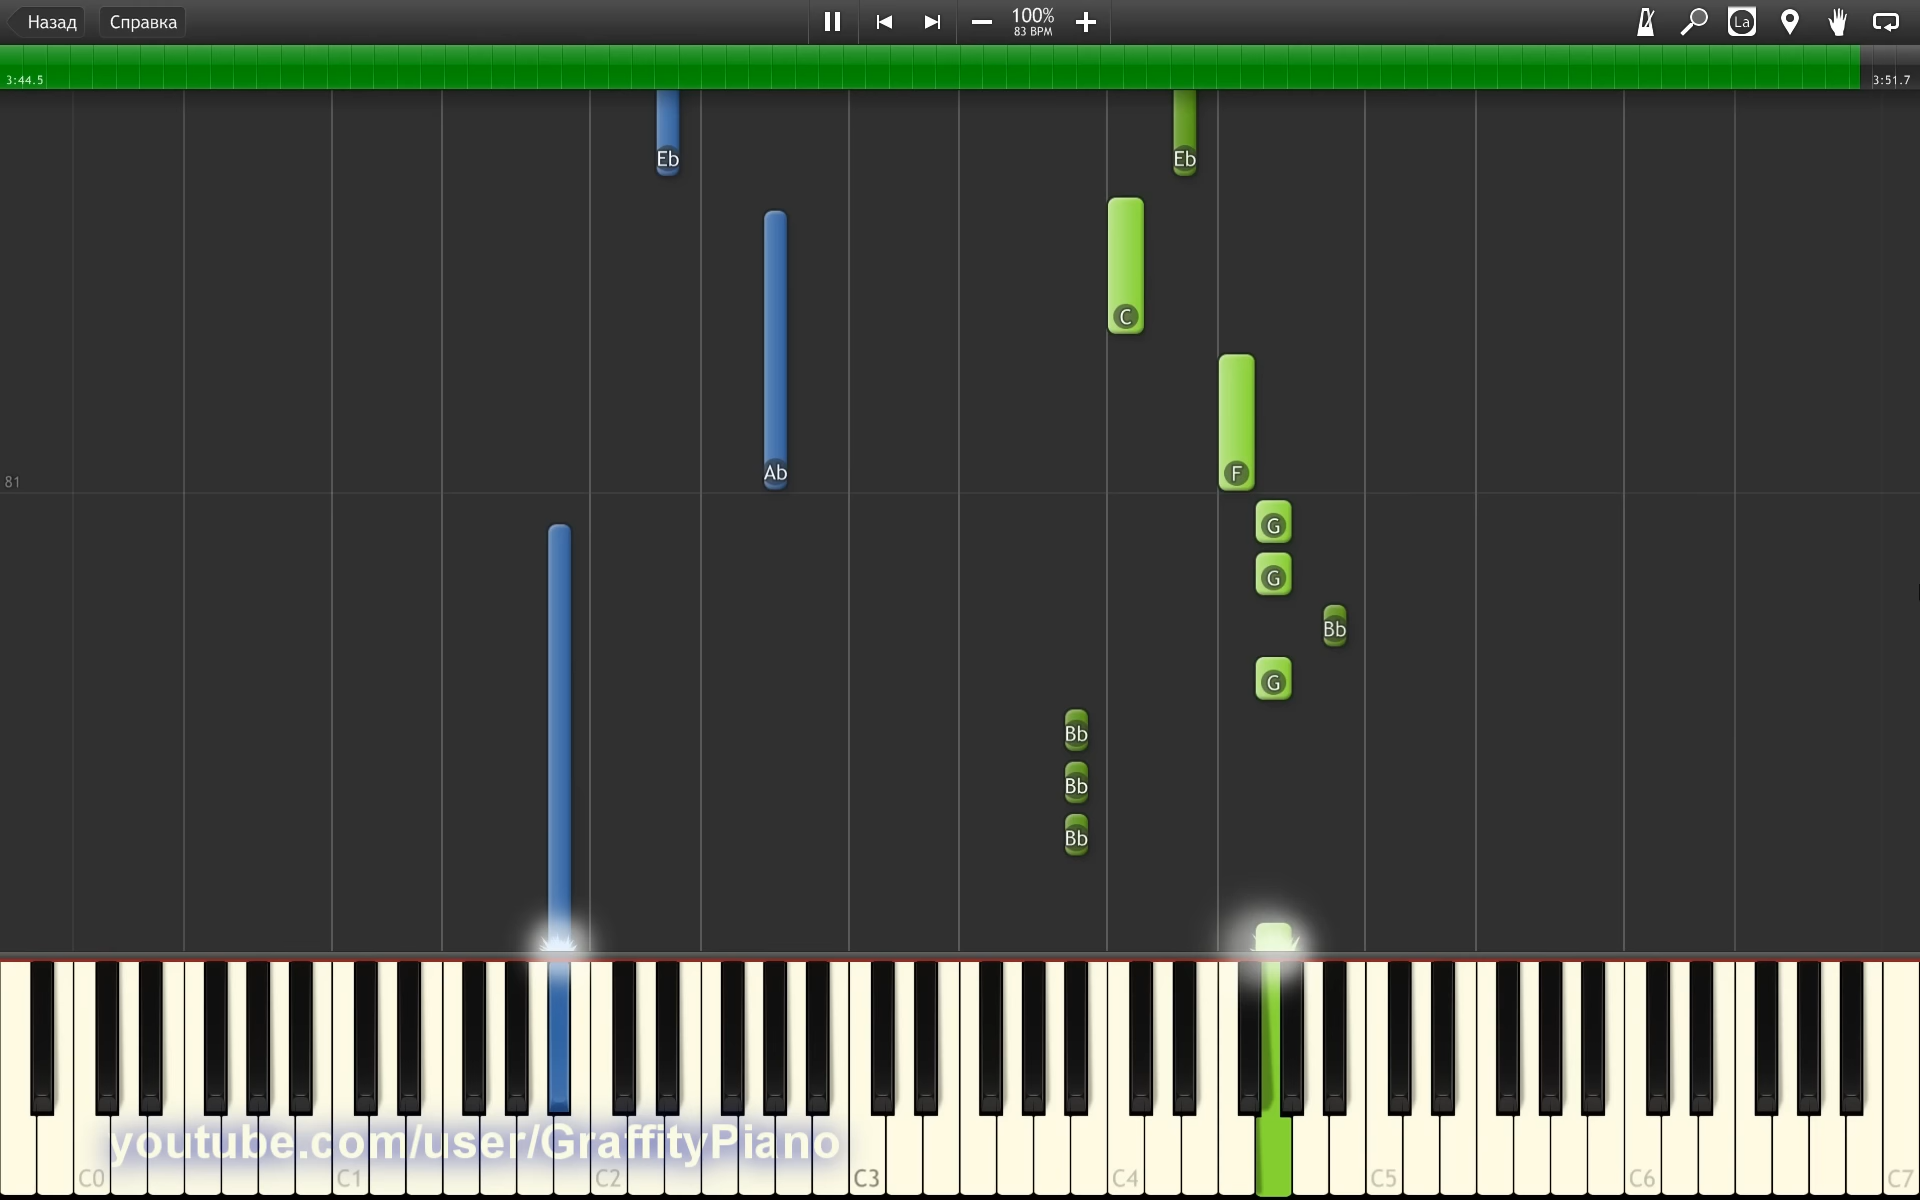 Назад Справка 100% La
83 BPM
3:44.5 3:51.7
Eb Eb
C
Ab F
81
G
G
Bb
G
Bb
Bb
Bb
youtube.com/user/GraffityPiano
C0 C1 C2 C3 C4 C5 C6 C7